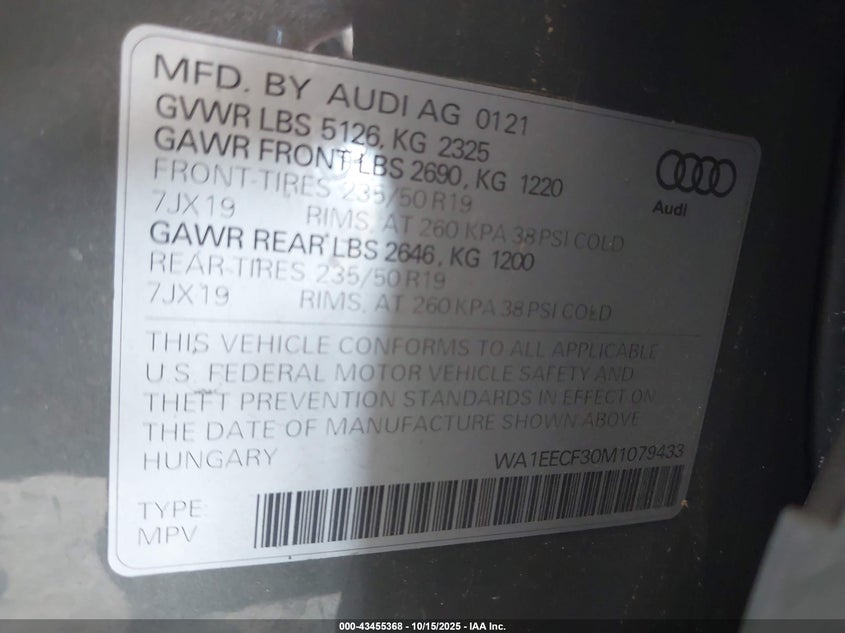 MFD. BY AUDI AG 0121
GVWR LBS 5126, KG 2325
GAWR FRONT LBS 2690, KG 1220
FRONT-TIRES 235/50 R19
7JX19 RIMS, AT 260 KPA 38 PSI COLD
GAWR REAR LBS 2646, KG 1200
REAR-TIRES 235/50 R19
7JX19 RIMS, AT 260 KPA 38 PSI COLD
Audi
THIS VEHICLE CONFORMS TO ALL APPLICABLE
U.S. FEDERAL MOTOR VEHICLE SAFETY AND
THEFT PREVENTION STANDARDS IN EFFECT ON
THE DATE OF MANUFACTURE SHOWN ABOVE
HUNGARY WA1EECF30M1079433
TYPE:
MPV
000-43455368 - 10/15/2025 - IAA Inc.